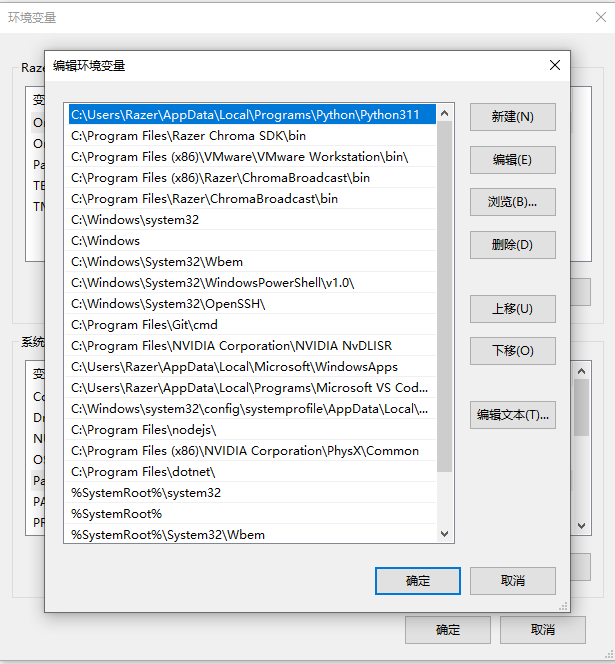 环境变量
Raze
编辑环境变量
C:\Users\Razer\AppData\Local\Programs\Python\Python311
C:\Program Files\Razer Chroma SDK\bin
C:\Program Files (x86)\VMware\VMware Workstation\bin\
C:\Program Files (x86)\Razer\ChromaBroadcast\bin
C:\Program Files\Razer\ChromaBroadcast\bin
C:\Windows\system32
C:\Windows
C:\Windows\System32\Wbem
C:\Windows\System32\WindowsPowerShell\v1.0\
C:\Windows\System32\OpenSSH\
C:\Program Files\Git\cmd
C:\Program Files\NVIDIA Corporation\NVIDIA NvDLISR
C:\Users\Razer\AppData\Local\Microsoft\WindowsApps
C:\Users\Razer\AppData\Local\Programs\Microsoft VS Cod...
C:\Windows\system32\config\systemprofile\AppData\Local\...
C:\Program Files\nodejs\
C:\Program Files (x86)\NVIDIA Corporation\PhysX\Common
C:\Program Files\dotnet\
%SystemRoot%\system32
%SystemRoot%
%SystemRoot%\System32\Wbem
新建(N)
编辑(E)
浏览(B)...
删除(D)
上移(U)
下移(O)
编辑文本(T)...
确定
取消
变
On
On
Pa
TE
TM
系统
变
Co
Dr
NU
OS
Pa
PA
PR
确定
取消